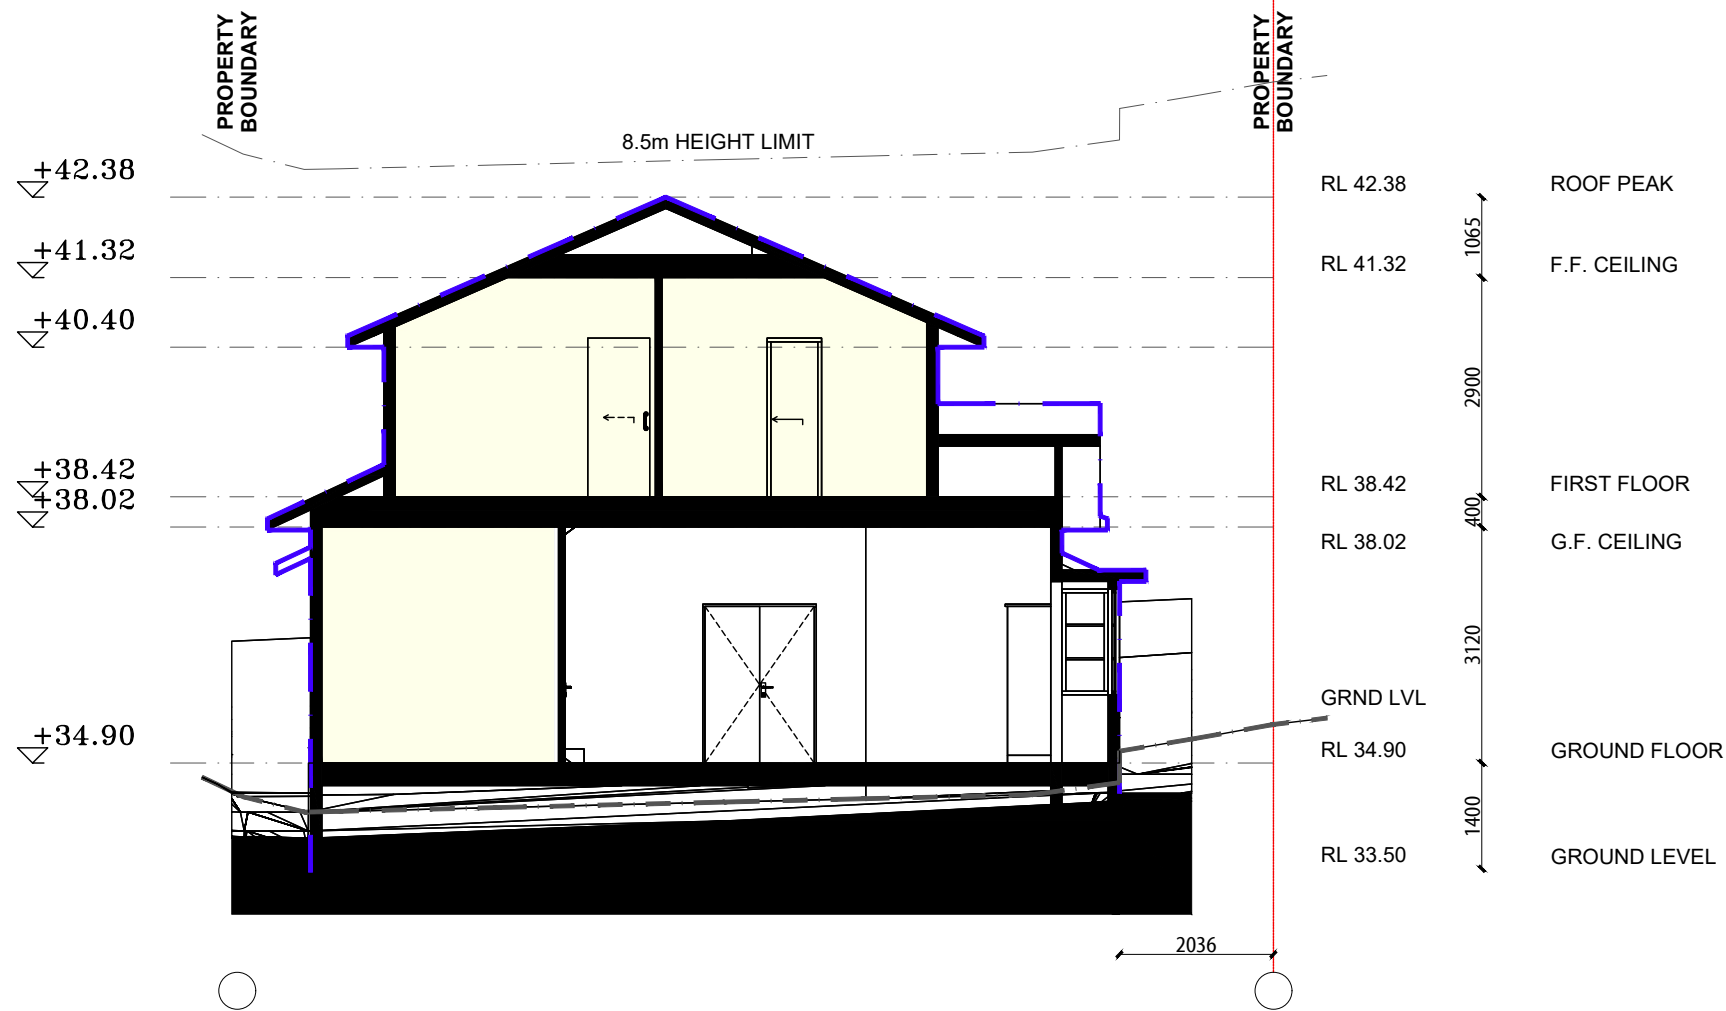 PROPERTY
BOUNDARY
PROPERTY
BOUNDARY
8.5m HEIGHT LIMIT
+42.38
RL 42.38
ROOF PEAK
1065
+41.32
RL 41.32
F.F. CEILING
+40.40
2900
+38.42
RL 38.42
FIRST FLOOR
400
+38.02
RL 38.02
G.F. CEILING
3120
GRND LVL
+34.90
RL 34.90
GROUND FLOOR
1400
RL 33.50
GROUND LEVEL
2036